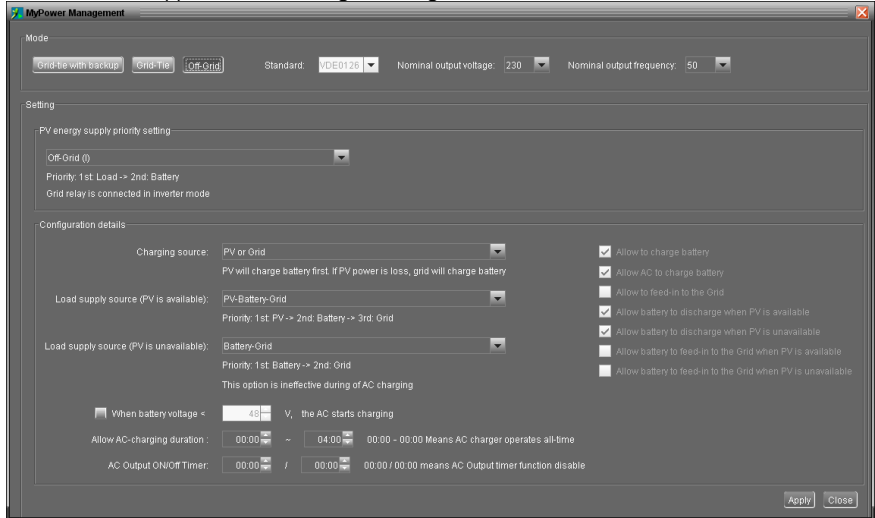 MyPower Management
Mode
Grid-tie with backup Grid-Tie Off-Grid Standard: VDE0126 Nominal output voltage: 230 Nominal output frequency: 50
Setting
PV energy supply priority setting
Off-Grid (I)
Priority: 1st: Load -> 2nd: Battery
Grid relay is connected in inverter mode
Configuration details
Charging source: PV or Grid
PV will charge battery first. If PV power is loss, grid will charge battery
Load supply source (PV is available): PV-Battery-Grid
Priority: 1st: PV -> 2nd: Battery -> 3rd: Grid
Load supply source (PV is unavailable): Battery-Grid
Priority: 1st: Battery -> 2nd: Grid
This option is ineffective during of AC charging
When battery voltage < 48 V, the AC starts charging
Allow AC-charging duration : 00:00 ~ 04:00 00:00 - 00:00 Means AC charger operates all-time
AC Output ON/Off Timer: 00:00 / 00:00 00:00 / 00:00 means AC Output timer function disable
Allow to charge battery
Allow AC to charge battery
Allow to feed-in to the Grid
Allow battery to discharge when PV is available
Allow battery to discharge when PV is unavailable
Allow battery to feed-in to the Grid when PV is available
Allow battery to feed-in to the Grid when PV is unavailable
Apply Close